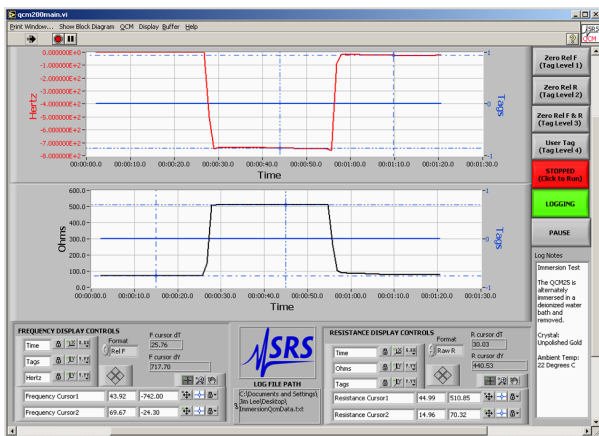 qcm200main.vi
Print Window... Show Block Diagram QCM Display Buffer Help
SRS
QCM
0.000000E+0
-1.000000E+2
-2.000000E+2
-3.000000E+2
-4.000000E+2
-5.000000E+2
-6.000000E+2
-7.000000E+2
-8.000000E+2
Hertz
1
0
-1
Tags
00:00:00.0 00:00:10.0 00:00:20.0 00:00:30.0 00:00:40.0 00:00:50.0 00:01:00.0 00:01:10.0 00:01:20.0 00:01:30.0
Time
600.0
500.0
400.0
300.0
200.0
100.0
0.0
Ohms
1
0
-1
Tags
00:00:00.0 00:00:10.0 00:00:20.0 00:00:30.0 00:00:40.0 00:00:50.0 00:01:00.0 00:01:10.0 00:01:20.0 00:01:30.0
Time
Zero Rel F
(Tag Level 1)
Zero Rel R
(Tag Level 2)
Zero Rel F & R
(Tag Level 3)
User Tag
(Tag Level 4)
STOPPED
(Click to Run)
LOGGING
PAUSE
Log Notes
Immersion Test
The QCM25 is
alternately
immersed in a
deionized water
bath and
removed.
Crystal:
Unpolished Gold
Ambient Temp:
22 Degrees C
FREQUENCY DISPLAY CONTROLS
Time
Tags
Hertz
Format
Rel F
F cursor dT
25.76
F cursor dY
717.70
Frequency Cursor1 43.92 -742.00
Frequency Cursor2 69.67 -24.30
SRS
LOG FILE PATH
C:\Documents and Settings\
Jim Lee\Desktop\
ImmersionQcmData.txt
RESISTANCE DISPLAY CONTROLS
Time
Ohms
Tags
Format
Raw R
R cursor dT
30.03
R cursor dY
440.53
Resistance Cursor1 44.99 510.85
Resistance Cursor2 14.96 70.32